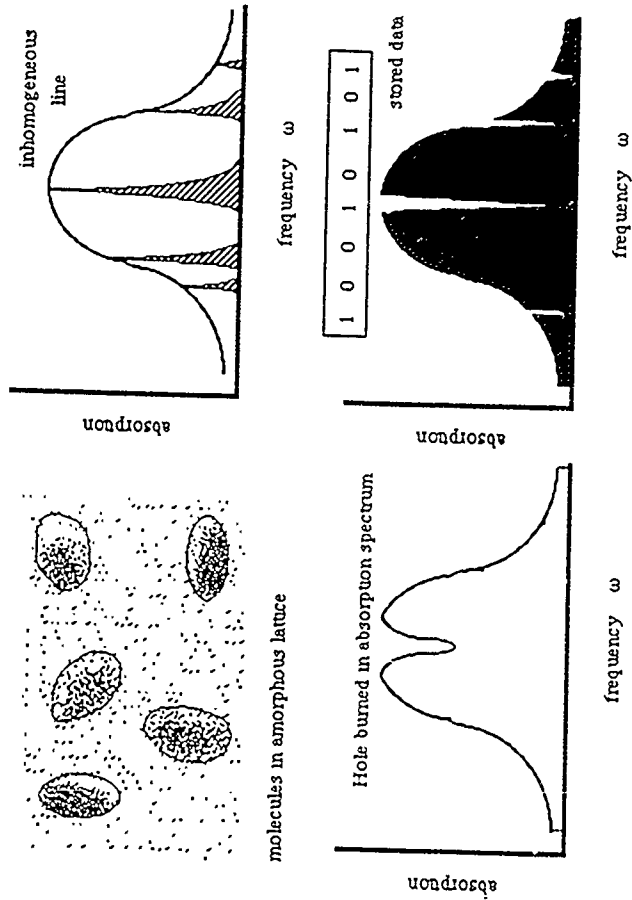 inhomogeneous
line
absorption
frequency ω
molecules in amorphous lattice
Hole burned in absorption spectrum
absorption
frequency ω
1 0 0 1 0 1 0 1
stored data
absorption
frequency ω